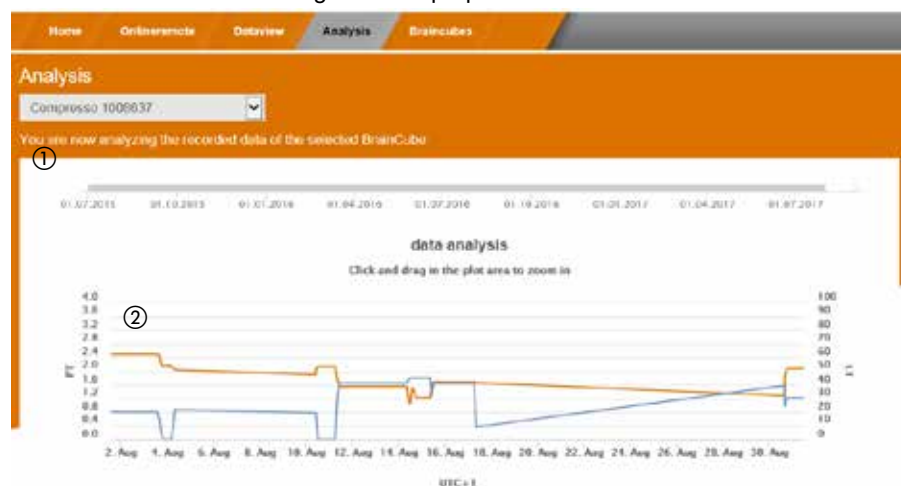 Home Onlineremote Dataview Analysis Braincubes
Analysis
Compresso 1008637
You are now analyzing the recorded data of the selected BrainCube
①
01.07.2015 01.10.2015 01.01.2016 01.04.2016 01.07.2016 01.10.2016 01.01.2017 01.04.2017 01.07.2017
data analysis
Click and drag in the plot area to zoom in
②
4.0 100
3.6 90
3.2 80
2.8 70
2.4 60
2.0 50
1.6 40
1.2 30
0.8 20
0.4 10
0.0 0
PT
LT
2. Aug 4. Aug 6. Aug 8. Aug 10. Aug 12. Aug 14. Aug 16. Aug 18. Aug 20. Aug 22. Aug 24. Aug 26. Aug 28. Aug 30. Aug
UTC+1